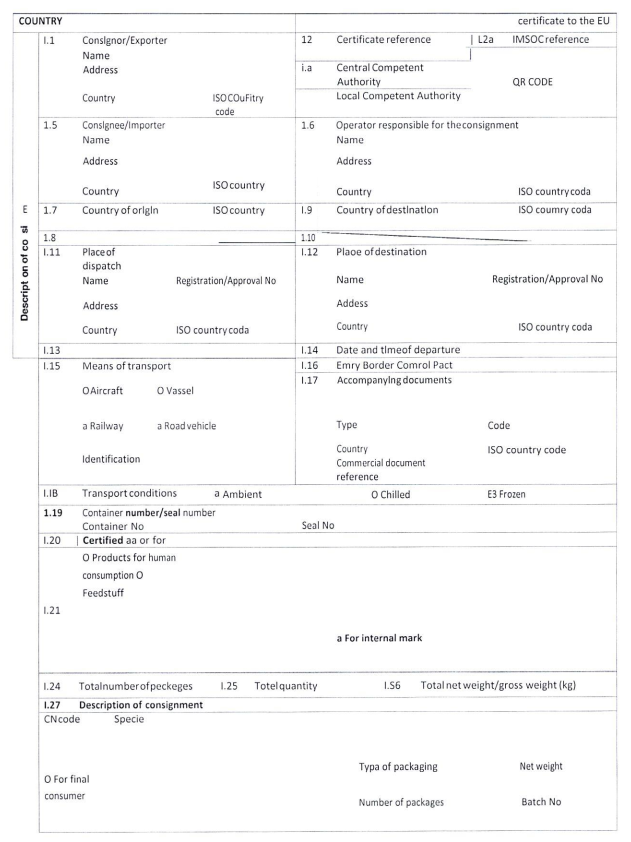 COUNTRY certificate to the EU
I.1 Conslgnor/Exporter
Name
Address
Country ISOCOuFitry
code
12 Certificate reference | L2a IMSOC reference
|
i.a Central Competent
Authority QR CODE
Local Competent Authority
1.5 Conslgnee/Importer
Name
Address
Country ISO country
1.6 Operator responsible for theconsignment
Name
Address
Country ISO country coda
1.7 Country of orlgln ISO country
I.9 Country of destlnatlon ISO coumry coda
1.8
1.10
I.11 Place of
dispatch
Name Registration/Approval No
Address
Country ISO country coda
I.12 Plaoe of destination
Name Registration/Approval No
Addess
Country ISO country coda
E
si
Descript on of co
I.13
I.14 Date and tlmeof departure
I.15 Means of transport
OAircraft O Vassel
a Railway a Road vehicle
Identification
I.16 Emry Border Comrol Pact
I.17 Accompanylng documents
Type Code
Country ISO country code
Commercial document
reference
I.IB Transport conditions a Ambient O Chilled E3 Frozen
1.19 Container number/seal number
Container No Seal No
I.20 | Certified aa or for
O Products for human
consumption O
Feedstuff
I.21
a For internal mark
I.24 Totalnumberofpeckeges I.25 Totelquantity I.S6 Total net weight/gross weight (kg)
I.27 Description of consignment
CNcode Specie
Typa of packaging Net weight
O For final
consumer
Number of packages Batch No